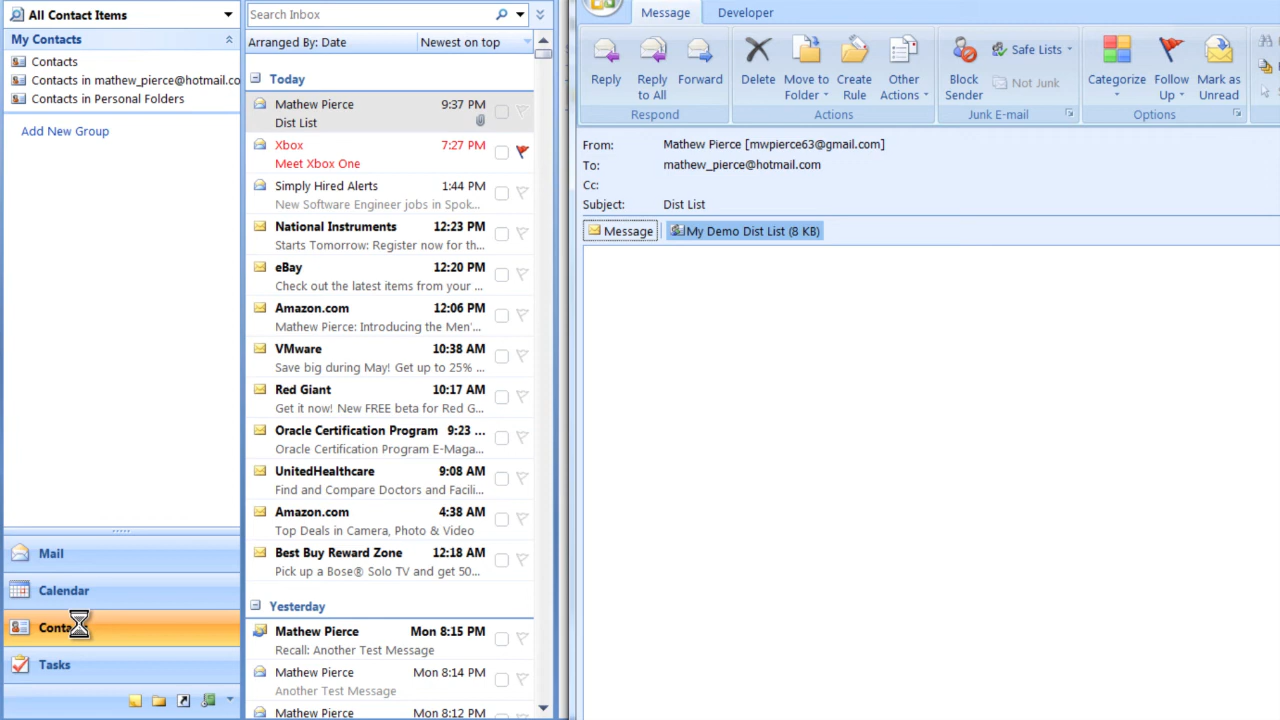 All Contact Items
My Contacts
Contacts
Contacts in mathew_pierce@hotmail.co
Contacts in Personal Folders
Add New Group
Mail
Calendar
Conta
Tasks
Search Inbox
Arranged By: Date
Newest on top
Today
Mathew Pierce 9:37 PM
Dist List
Xbox 7:27 PM
Meet Xbox One
Simply Hired Alerts 1:44 PM
New Software Engineer jobs in Spok...
National Instruments 12:23 PM
Starts Tomorrow: Register now for th...
eBay 12:20 PM
Check out the latest items from your ...
Amazon.com 12:06 PM
Mathew Pierce: Introducing the Men'...
VMware 10:38 AM
Save big during May! Get up to 25% ...
Red Giant 10:17 AM
Get it now! New FREE beta for Red G...
Oracle Certification Program 9:23 ...
Oracle Certification Program E-Maga...
UnitedHealthcare 9:08 AM
Find and Compare Doctors and Facili...
Amazon.com 4:38 AM
Top Deals in Camera, Photo & Video
Best Buy Reward Zone 12:18 AM
Pick up a Bose® Solo TV and get 50...
Yesterday
Mathew Pierce Mon 8:15 PM
Recall: Another Test Message
Mathew Pierce Mon 8:14 PM
Another Test Message
Mathew Pierce Mon 8:12 PM
Message Developer
Reply
Reply to All
Forward
Respond
Delete
Move to Folder
Create Rule
Other Actions
Actions
Block Sender
Safe Lists
Not Junk
Junk E-mail
Categorize
Follow Up
Mark as Unread
Options
From: Mathew Pierce [mwpierce63@gmail.com]
To: mathew_pierce@hotmail.com
Cc:
Subject: Dist List
Message
My Demo Dist List (8 KB)